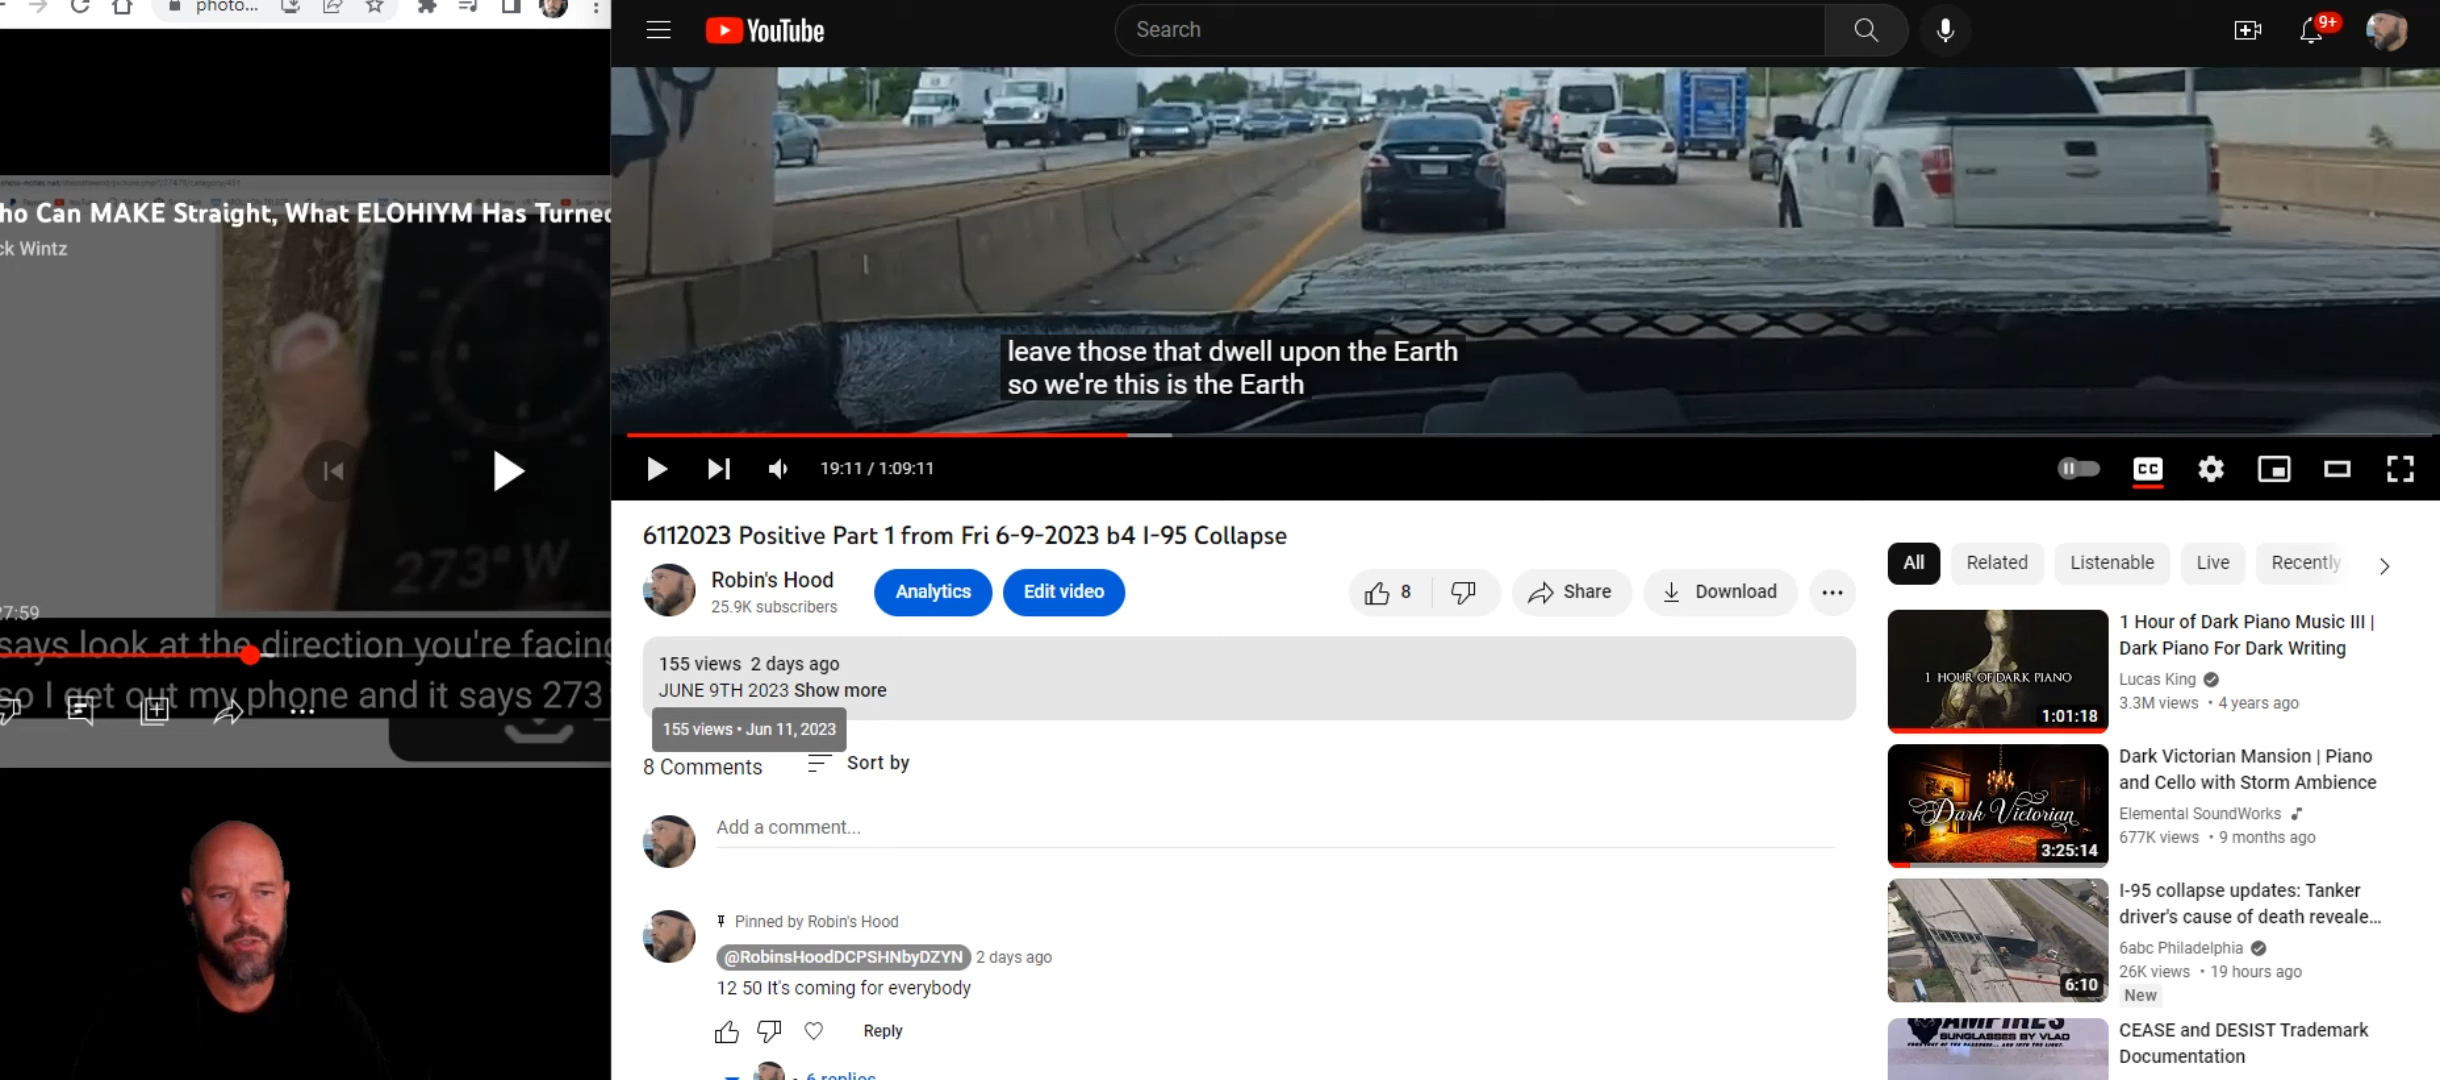 photo...
ho Can MAKE Straight, What ELOHIYM Has Turned
ck Wintz
273° W
27:59
says look at the direction you're facing
so I get out my phone and it says 273
YouTube
Search
9+
leave those that dwell upon the Earth
so we're this is the Earth
19:11 / 1:09:11
CC
6112023 Positive Part 1 from Fri 6-9-2023 b4 I-95 Collapse
Robin's Hood
25.9K subscribers
Analytics
Edit video
8
Share
Download
155 views 2 days ago
JUNE 9TH 2023 Show more
155 views • Jun 11, 2023
8 Comments
Sort by
Add a comment...
Pinned by Robin's Hood
@RobinsHoodDCPSHNbyDZYN 2 days ago
12 50 It's coming for everybody
Reply
6 replies
All
Related
Listenable
Live
Recently
1 HOUR OF DARK PIANO
1:01:18
1 Hour of Dark Piano Music III |
Dark Piano For Dark Writing
Lucas King
3.3M views • 4 years ago
Dark Victorian
3:25:14
Dark Victorian Mansion | Piano
and Cello with Storm Ambience
Elemental SoundWorks
677K views • 9 months ago
6:10
I-95 collapse updates: Tanker
driver's cause of death reveale...
6abc Philadelphia
26K views • 19 hours ago
New
SUNGLASSES BY VLAD
CEASE and DESIST Trademark
Documentation